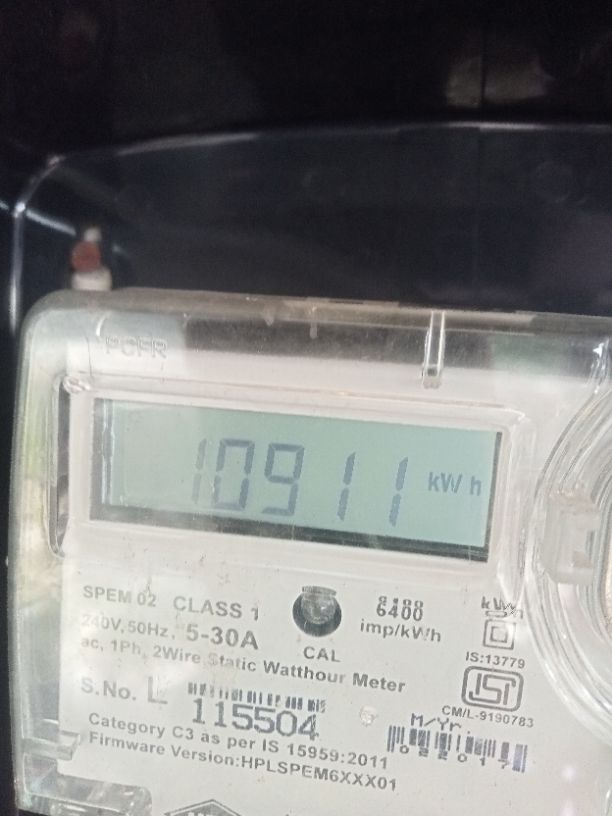 PCFR
10911 kWh
SPEM 02 CLASS 1
240V,50Hz, 5-30A
ac, 1Ph, 2Wire Static Watthour Meter
CAL
6400
imp/kWh
kWh
IS:13779
ISI
CM/L-9190783
S.No. L
115504
M/Yr.
022017
Category C3 as per IS 15959:2011
Firmware Version:HPLSPEM6XXX01